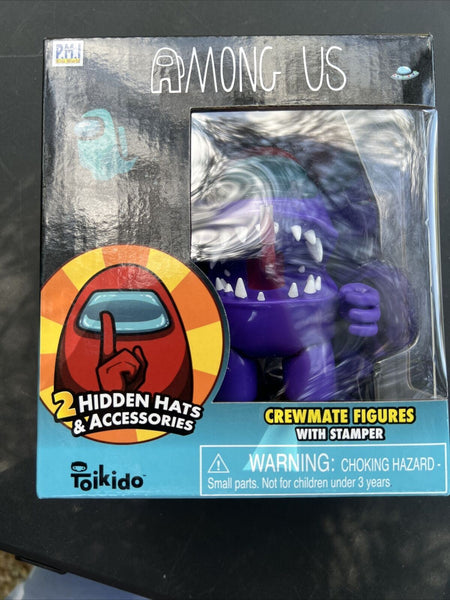 P.M.I
AMONG US
2 HIDDEN HATS
& ACCESSORIES
CREWMATE FIGURES
WITH STAMPER
Toikido™
WARNING: CHOKING HAZARD -
Small parts. Not for children under 3 years